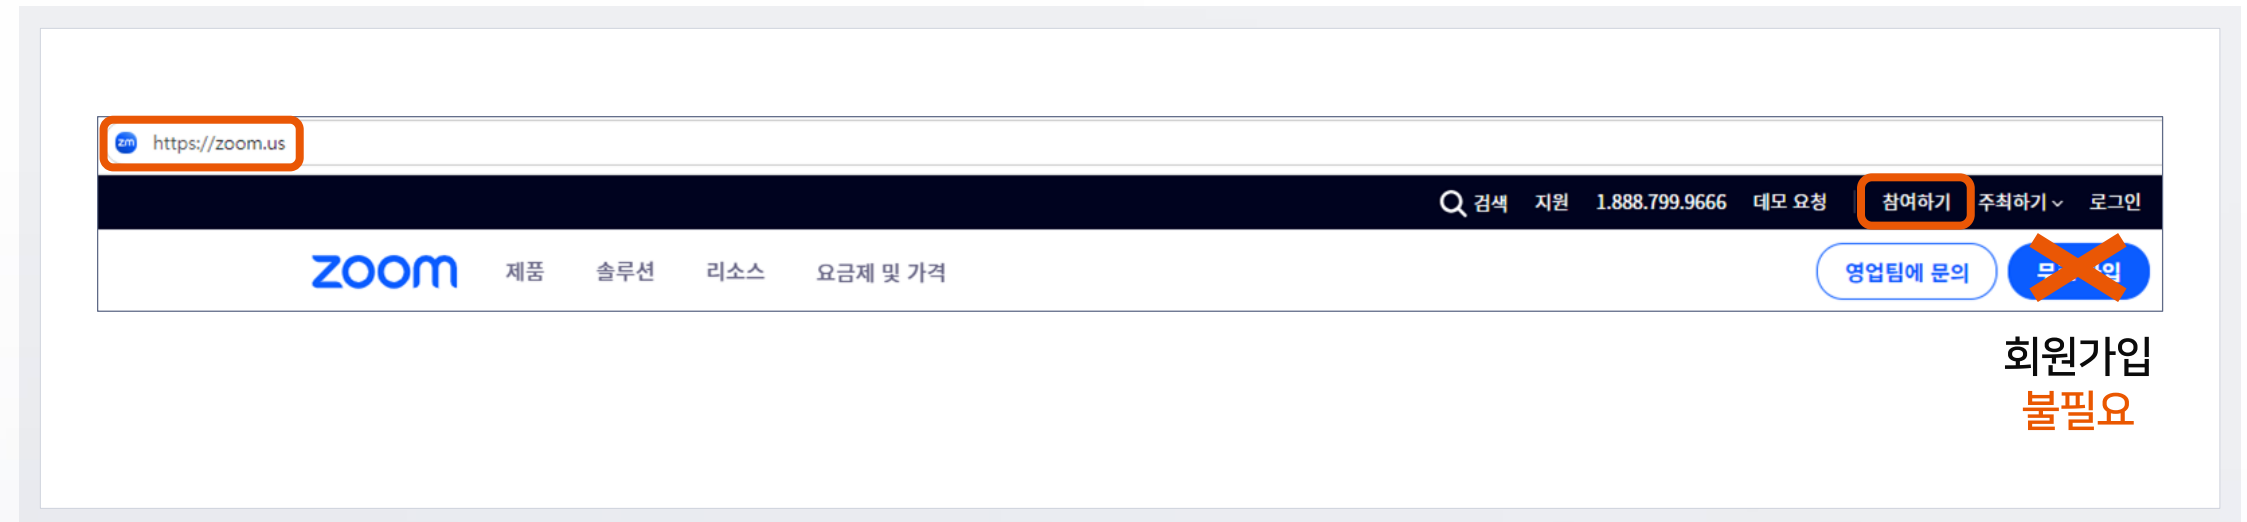 zm https://zoom.us
검색 지원 1.888.799.9666 데모 요청 참여하기 주최하기 로그인
zoom 제품 솔루션 리소스 요금제 및 가격 영업팀에 문의
회원가입
불필요